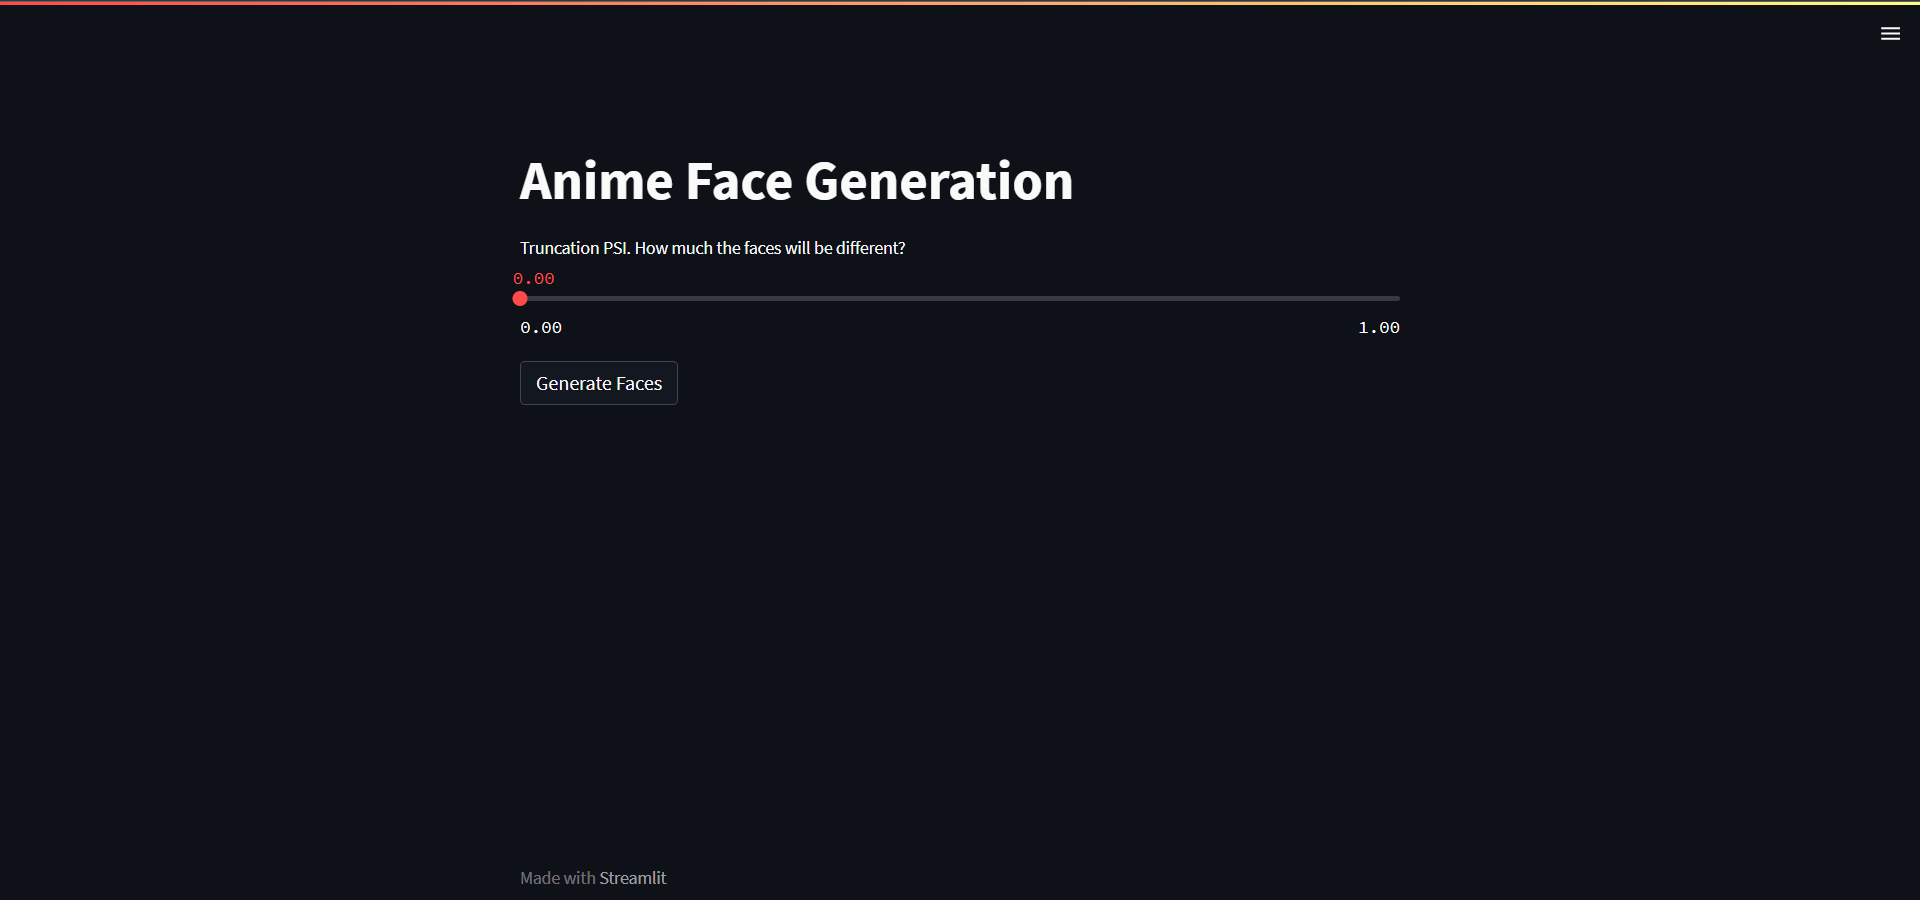 Anime Face Generation
Truncation PSI. How much the faces will be different?
0.00
0.00 1.00
Generate Faces
Made with Streamlit